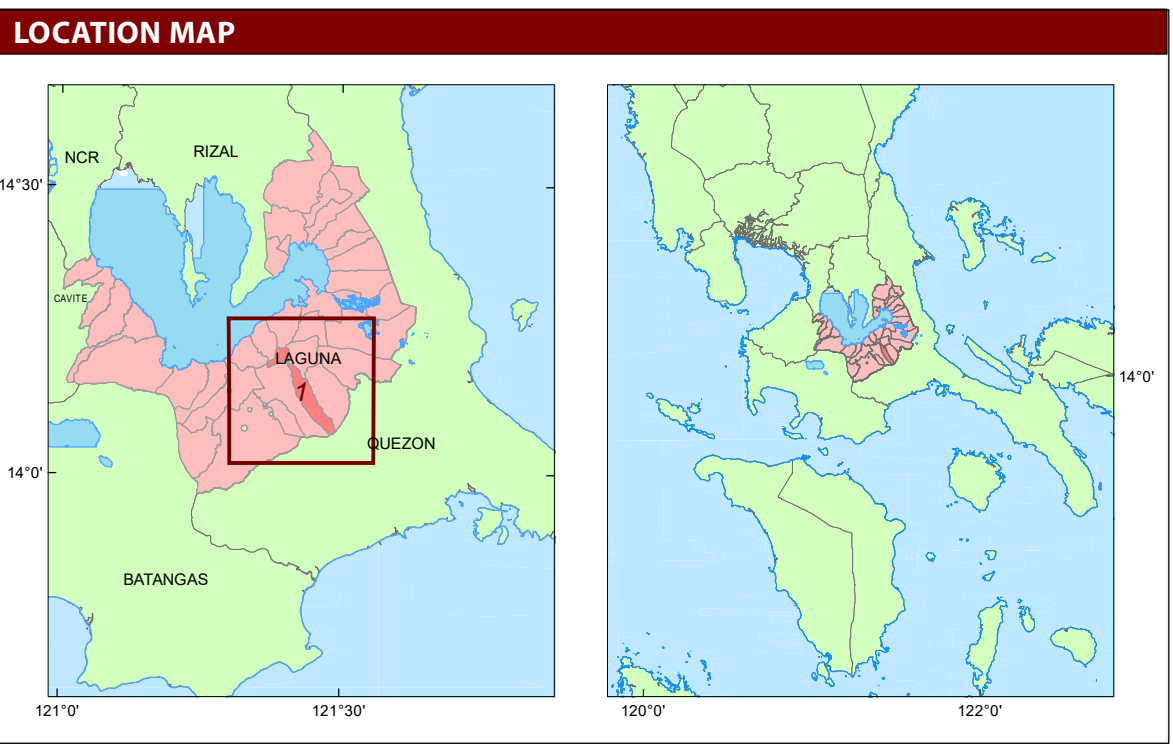 LOCATION MAP
NCR
RIZAL
14°30'
CAVITE
LAGUNA
1
QUEZON
14°0'
BATANGAS
121°0'
121°30'
14°0'
120°0'
122°0'